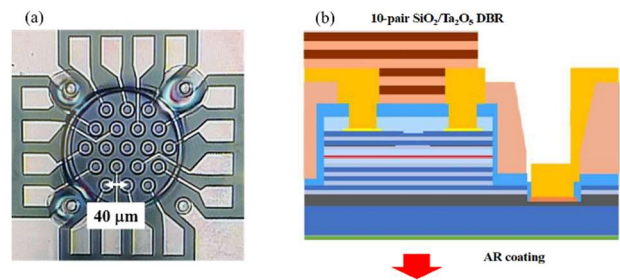 (a)
(b)
10-pair SiO₂/Ta₂O₅ DBR
40 μm
AR coating